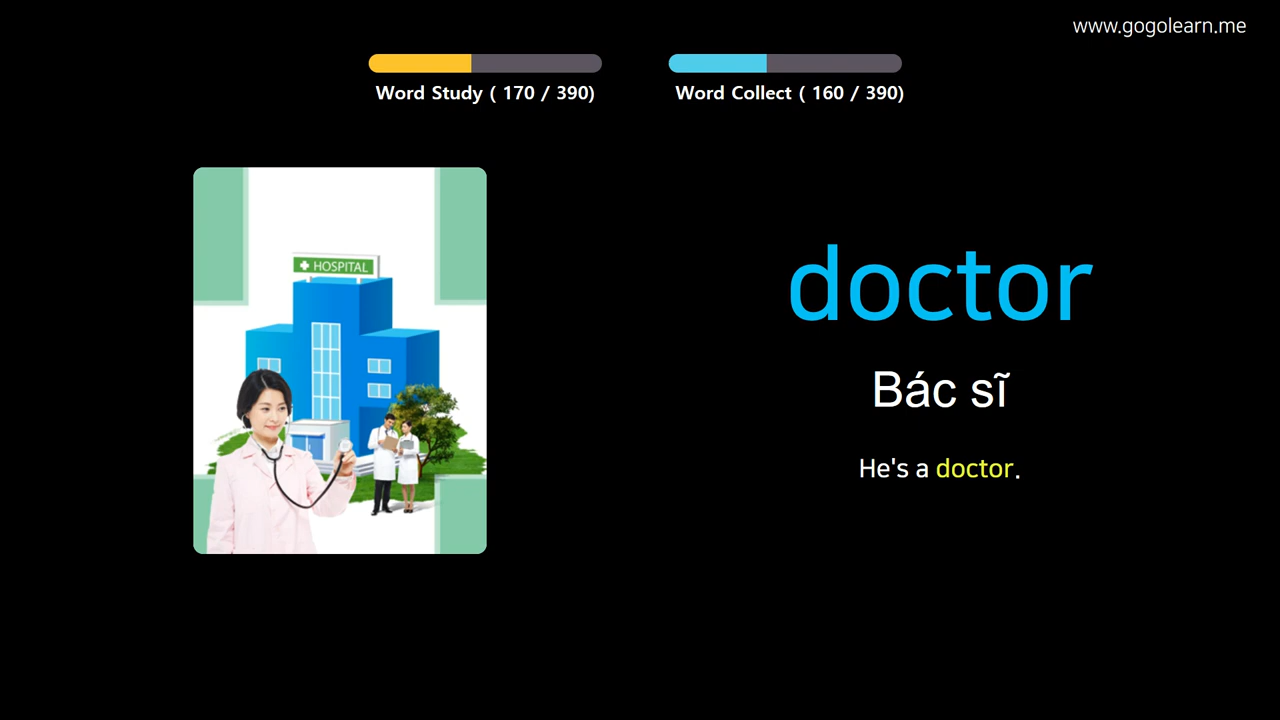 www.gogolearn.me
Word Study ( 170 / 390)
Word Collect ( 160 / 390)
HOSPITAL
doctor
Bác sĩ
He's a doctor.